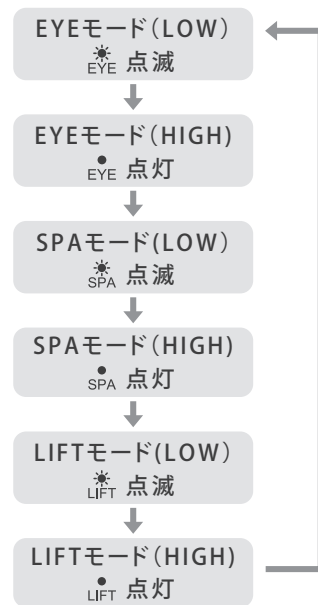 EYEモード（LOW）
EYE 点滅
EYEモード（HIGH)
EYE 点灯
SPAモード(LOW）
SPA 点滅
SPAモード（HIGH)
SPA 点灯
LIFTモード(LOW）
LIFT 点滅
LIFTモード（HIGH)
LIFT 点灯